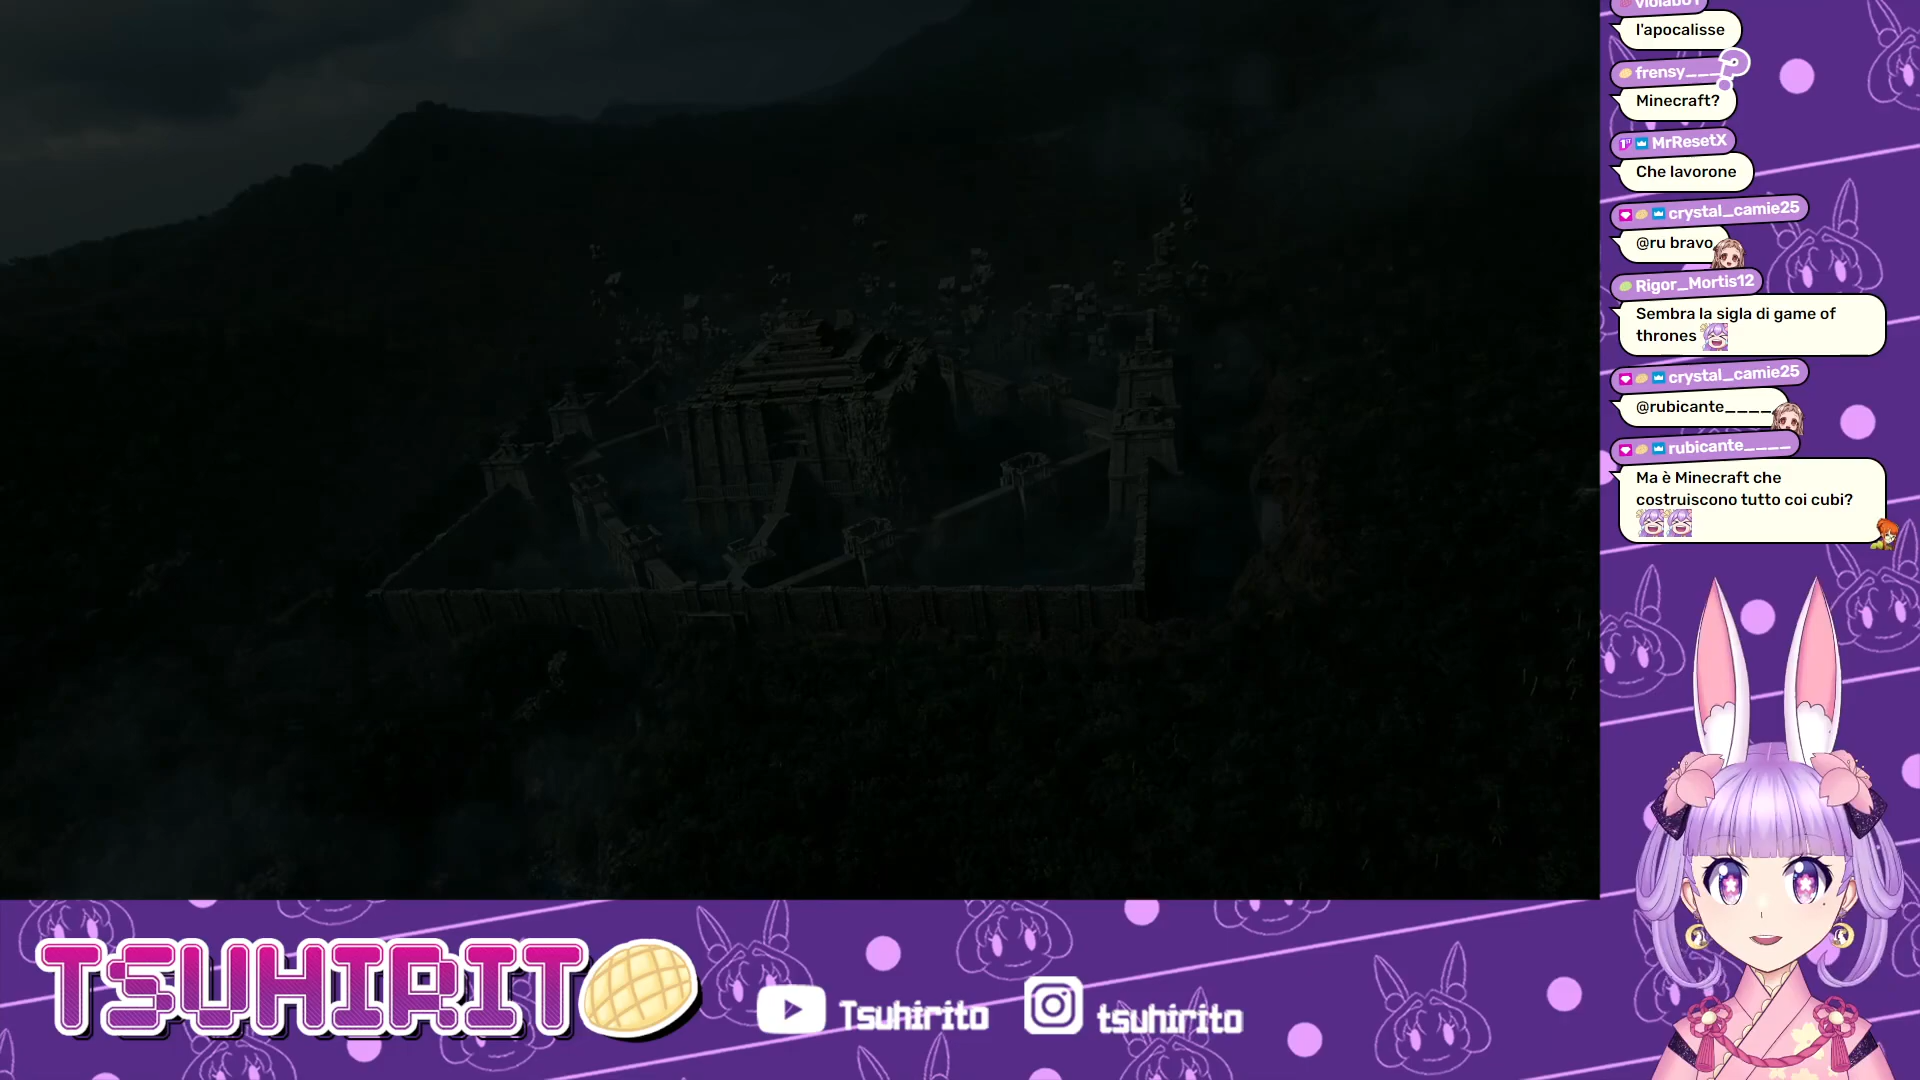 l'apocalisse
frensy___
Minecraft?
MrResetX
Che lavorone
crystal_camie25
@ru bravo
Rigor_Mortis12
Sembra la sigla di game of
thrones
crystal_camie25
@rubicante____
rubicante____
Ma è Minecraft che
costruiscono tutto coi cubi?
TSUHIRITO
Tsuhirito
tsuhirito